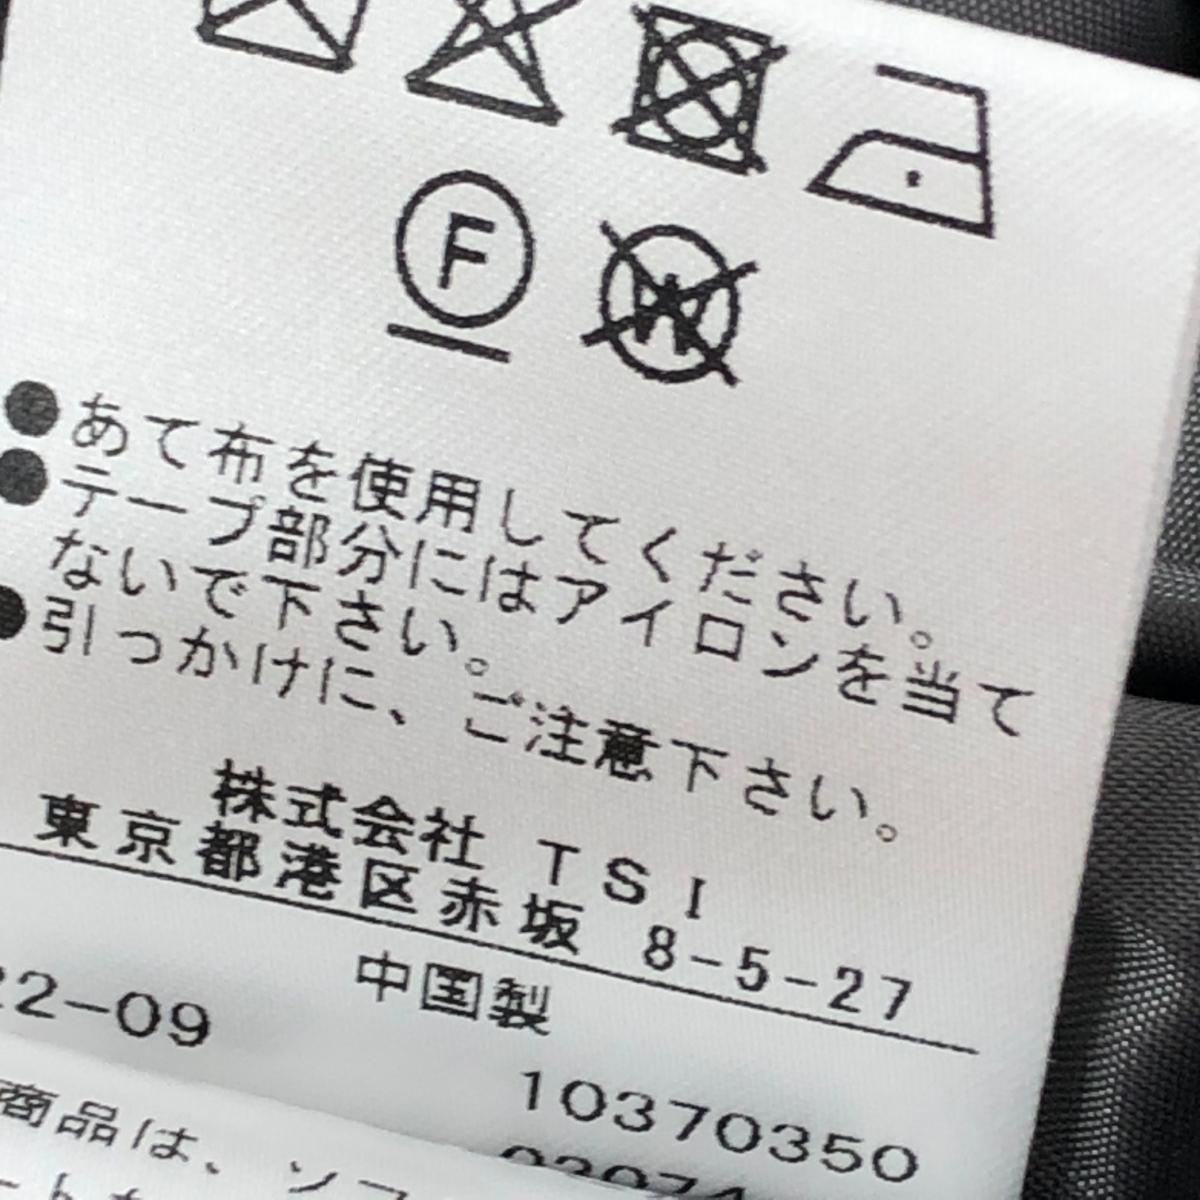 F
W
●あて布を使用してください。
●テープ部分にはアイロンを当て
ないで下さい。
●引っかけに、ご注意下さい。
株式会社 TSI
東京都港区赤坂 8-5-27
中国製
22-09
10370350
商品は、ソフ